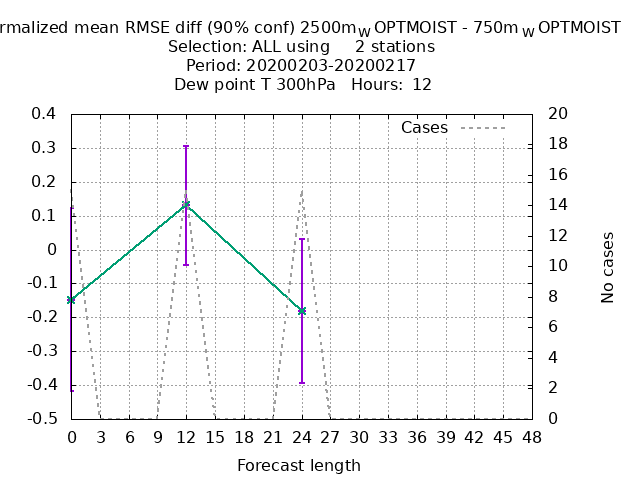 rmalized mean RMSE diff (90% conf) 2500m W OPTMOIST - 750m W OPTMOIST
Selection: ALL using 2 stations
Period: 20200203-20200217
Dew point T 300hPa Hours: 12
Cases
0.4
0.3
0.2
0.1
0
-0.1
-0.2
-0.3
-0.4
-0.5
20
18
16
14
12
10
8
6
4
2
0
No cases
0 3 6 9 12 15 18 21 24 27 30 33 36 39 42 45 48
Forecast length